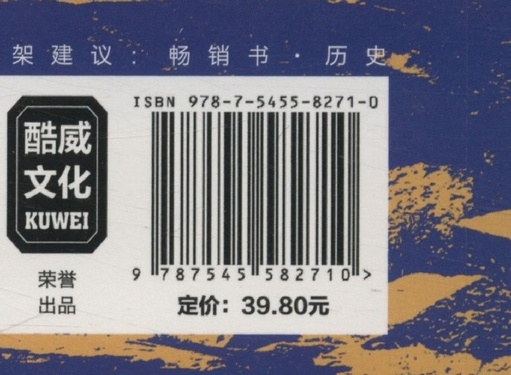 架建议：畅销书·历史
ISBN 978-7-5455-8271-0
酷威
文化
KUWEI
荣誉
出品
9 787545 582710 >
定价：39.80元